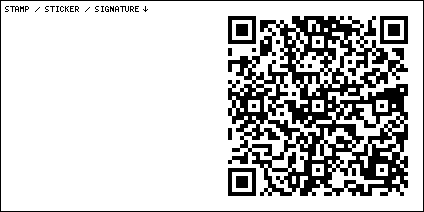 STAMP / STICKER / SIGNATURE ↓